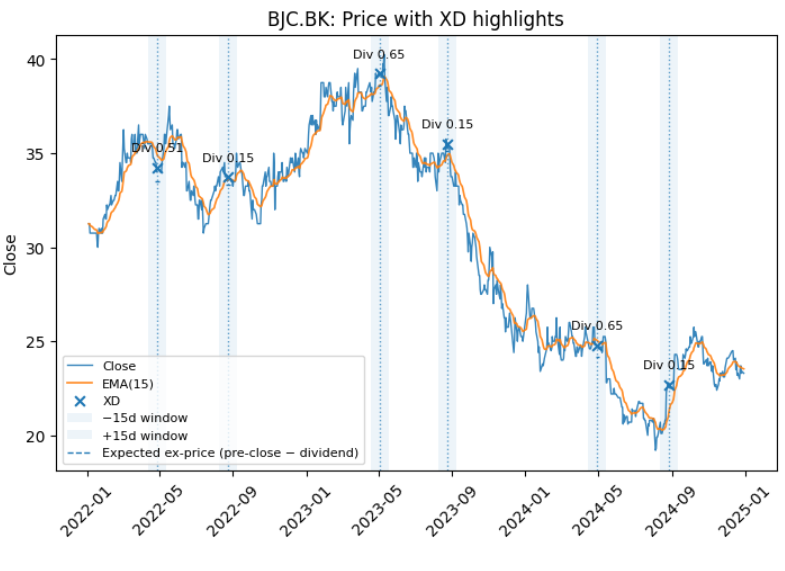 BJC.BK: Price with XD highlights
Close
40
35
30
25
20
Div 0.51
Div 0.15
Div 0.65
Div 0.15
Div 0.65
Div 0.15
Close
EMA(15)
XD
−15d window
+15d window
Expected ex-price (pre-close − dividend)
2022-01
2022-05
2022-09
2023-01
2023-05
2023-09
2024-01
2024-05
2024-09
2025-01